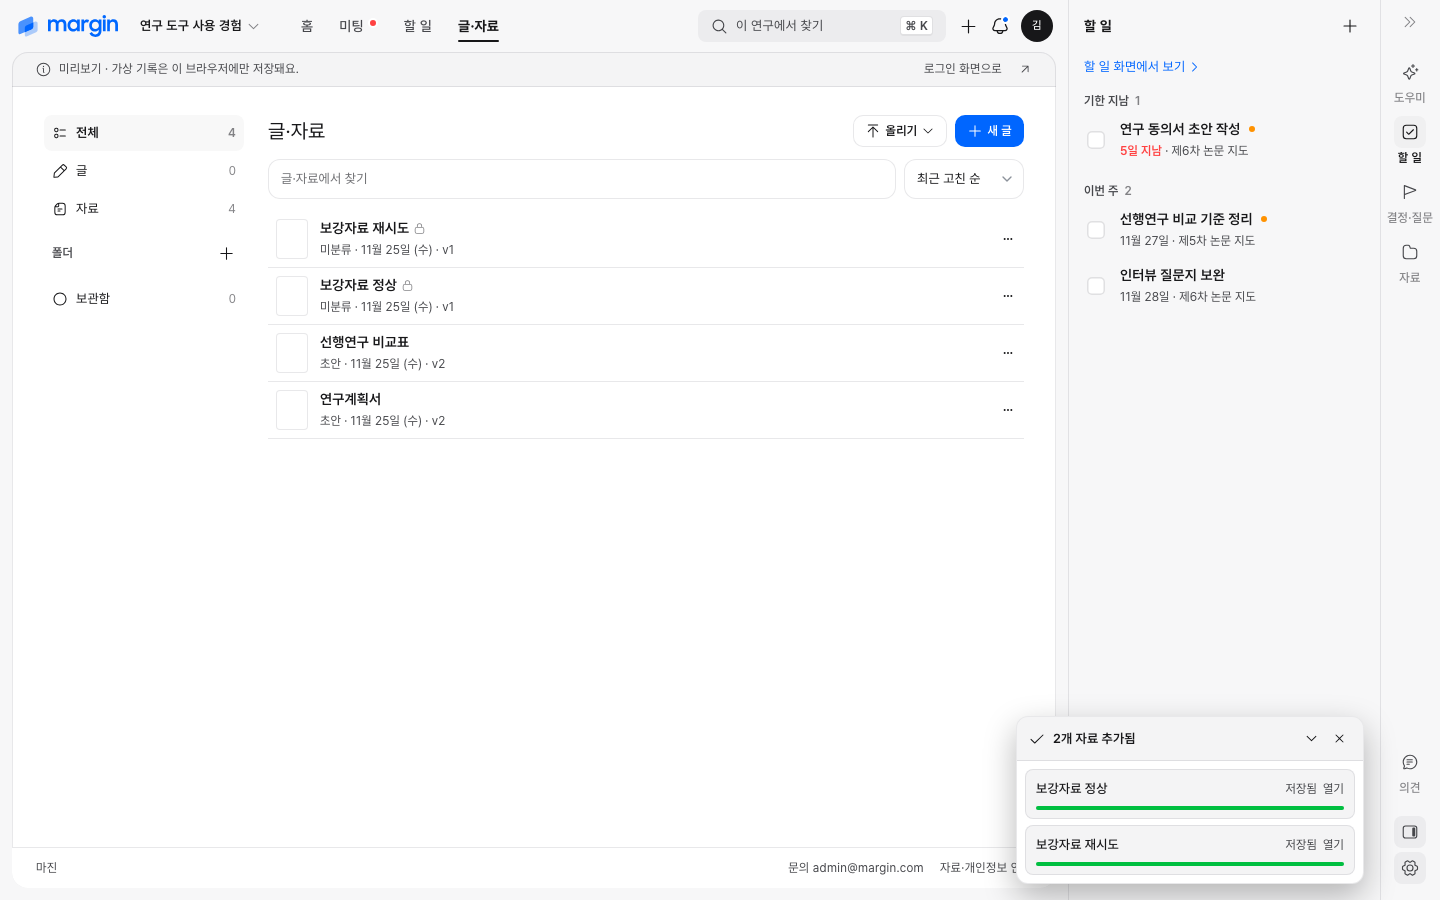 margin
연구 도구 사용 경험
홈
미팅
할 일
글·자료
이 연구에서 찾기
⌘ K
김
미리보기 · 가상 기록은 이 브라우저에만 저장돼요.
로그인 화면으로
전체 4
글 0
자료 4
폴더
보관함 0
글·자료
올리기
새 글
글·자료에서 찾기
최근 고친 순
보강자료 재시도
미분류 · 11월 25일 (수) · v1
보강자료 정상
미분류 · 11월 25일 (수) · v1
선행연구 비교표
초안 · 11월 25일 (수) · v2
연구계획서
초안 · 11월 25일 (수) · v2
마진
문의 admin@margin.com
자료·개인정보
할 일
할 일 화면에서 보기
기한 지남 1
연구 동의서 초안 작성
5일 지남 · 제6차 논문 지도
이번 주 2
선행연구 비교 기준 정리
11월 27일 · 제5차 논문 지도
인터뷰 질문지 보완
11월 28일 · 제6차 논문 지도
2개 자료 추가됨
보강자료 정상
저장됨 열기
보강자료 재시도
저장됨 열기
도우미
할 일
결정·질문
자료
의견